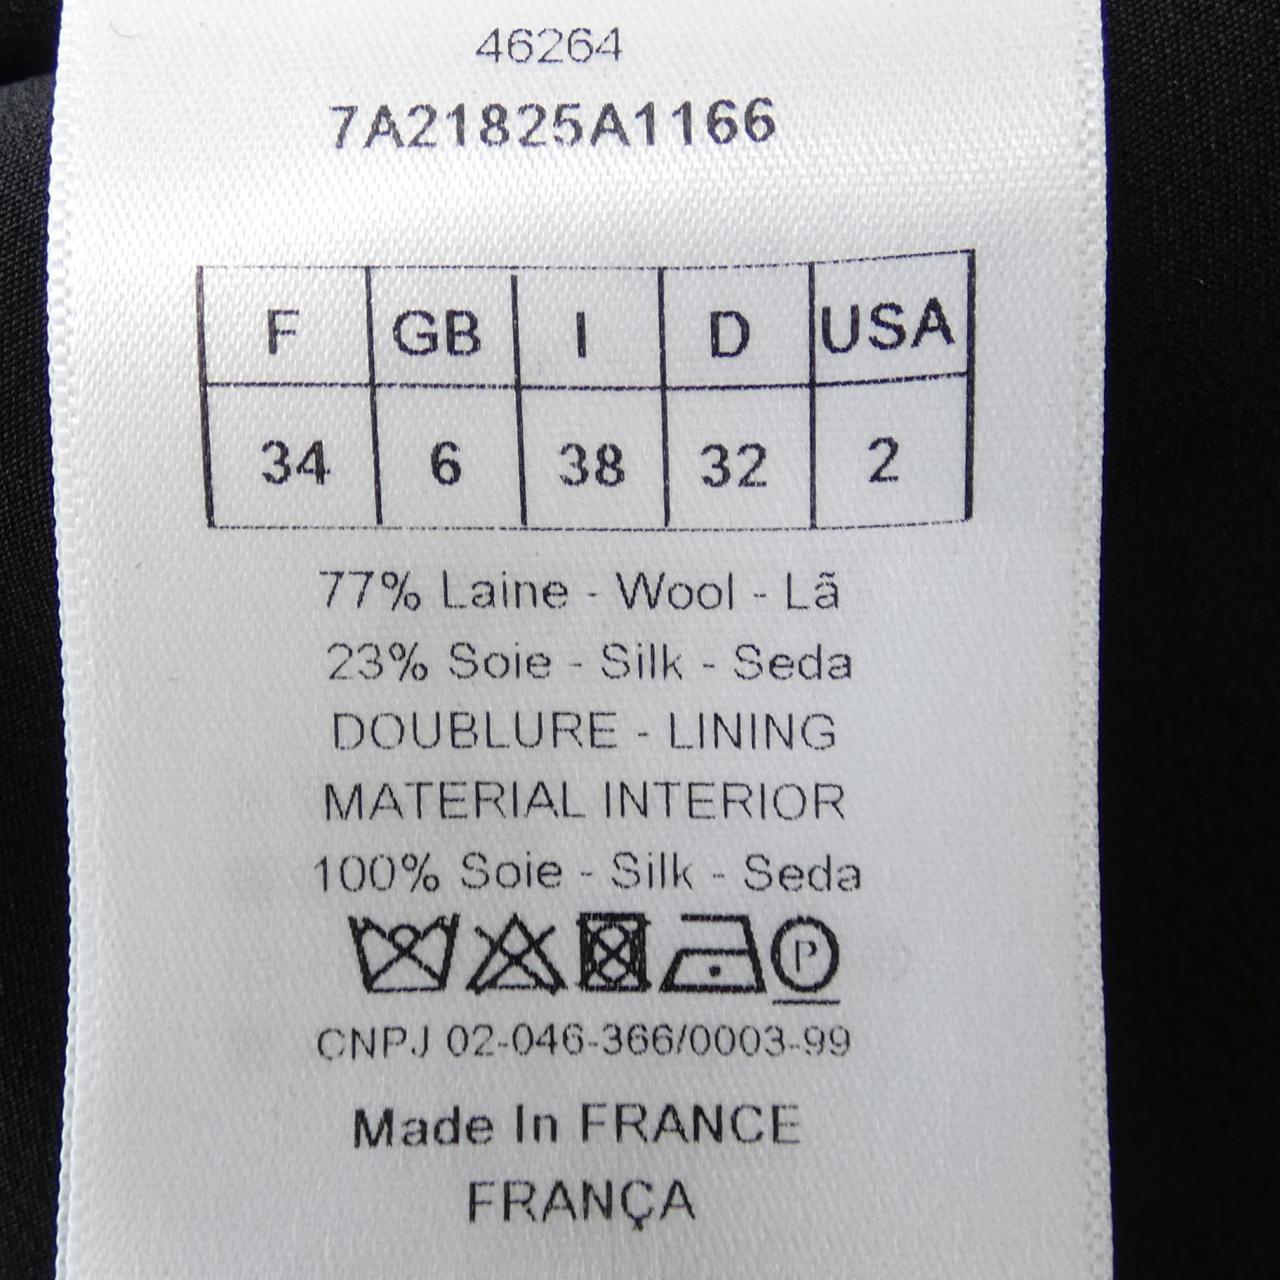 46264
7A21825A1166
F GB I D USA
34 6 38 32 2
77% Laine - Wool - Lã
23% Soie - Silk - Seda
DOUBLURE - LINING
MATERIAL INTERIOR
100% Soie - Silk - Seda
P
CNPJ 02-046-366/0003-99
Made In FRANCE
FRANÇA